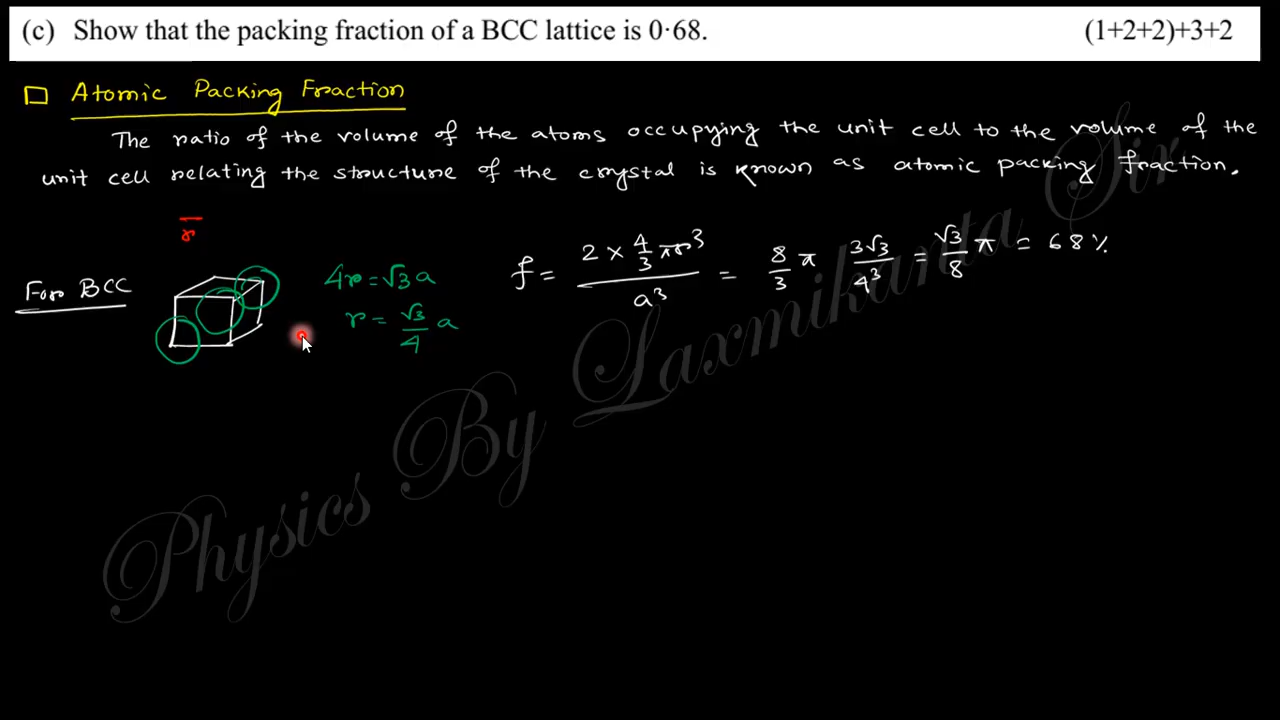 (c) Show that the packing fraction of a BCC lattice is 0·68. (1+2+2)+3+2
□ Atomic Packing Fraction
The ratio of the volume of the atoms occupying the unit cell to the volume of the
unit cell relating the structure of the crystal is known as atomic packing fraction.
r
For BCC
4r = √3 a
r = √3/4 a
f = (2 × 4/3 πr³)/a³ = 8/3 π 3√3/4³ = √3/8 π = 68%
Physics By Laxmikanta Sir